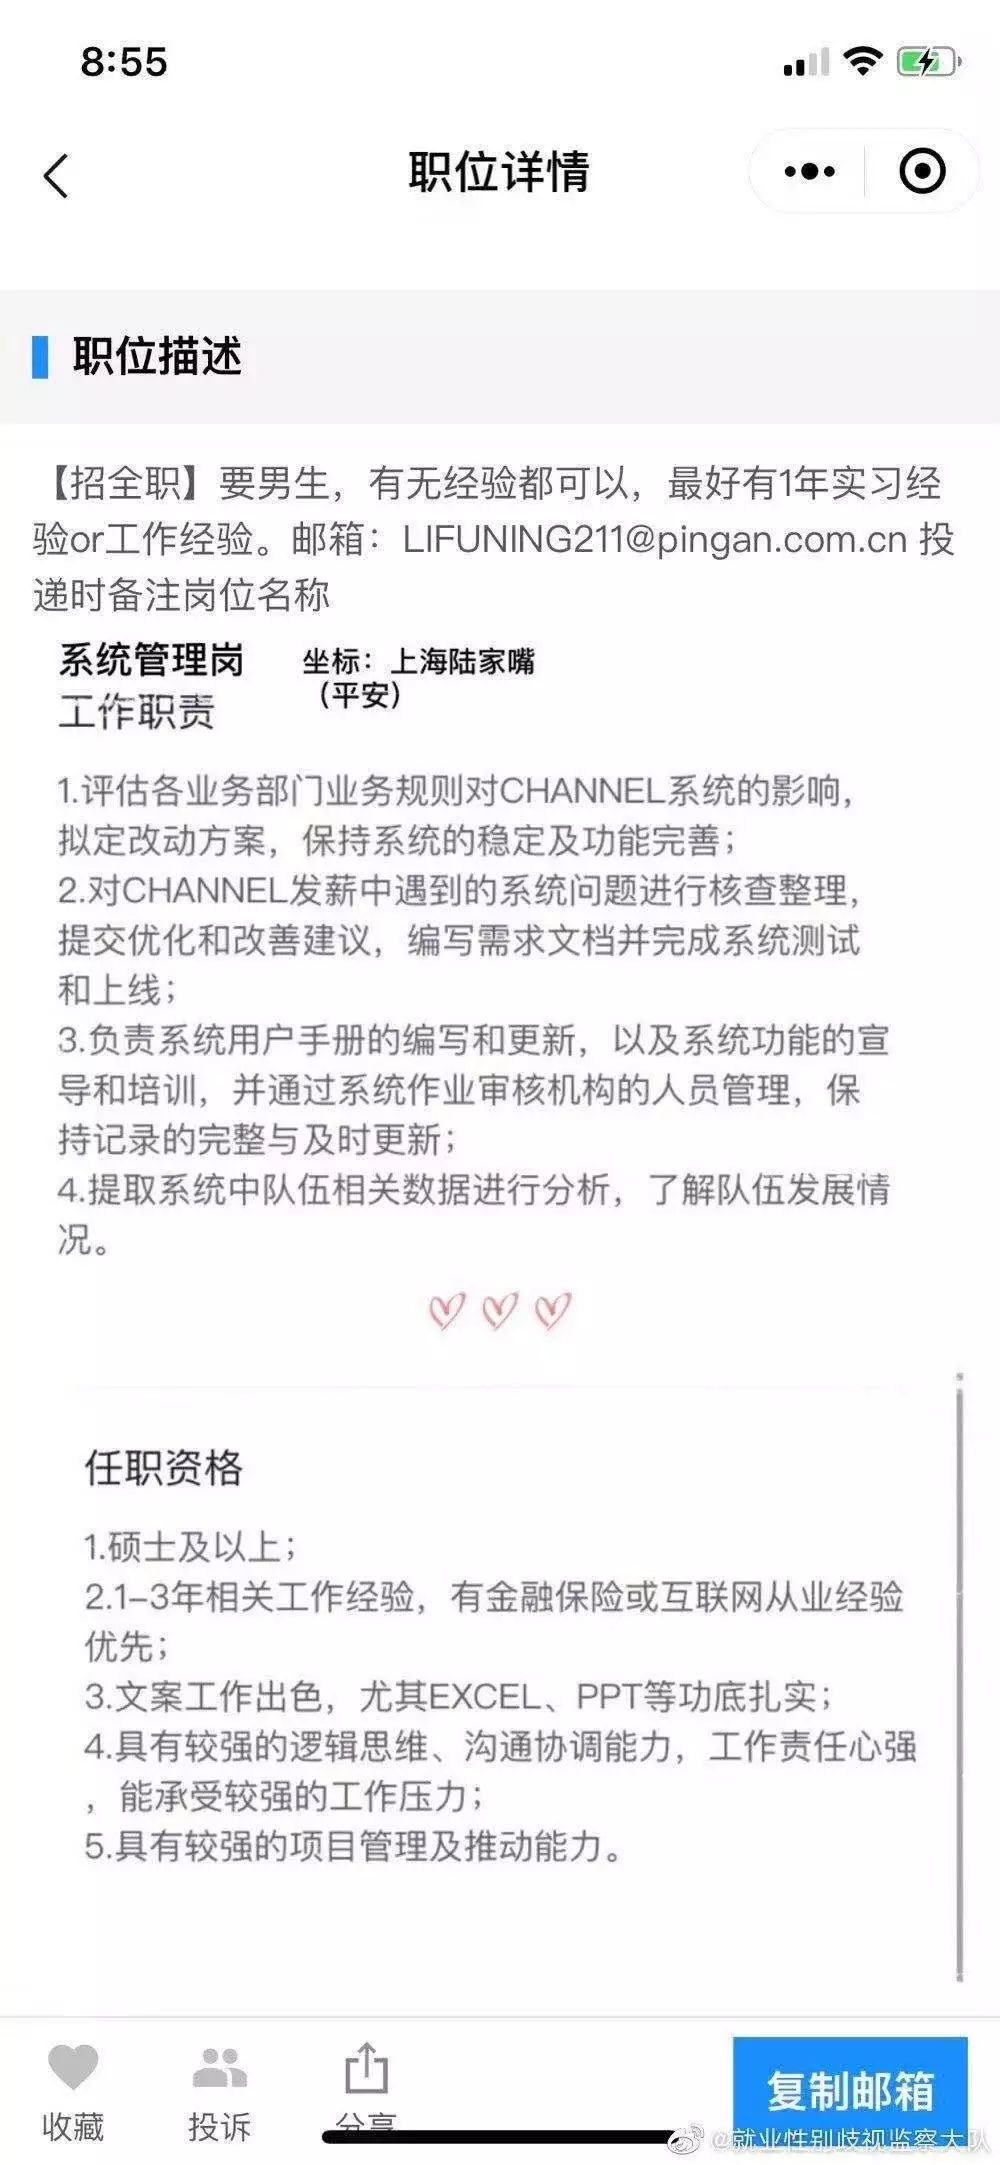 8:55
职位详情
职位描述
【招全职】要男生，有无经验都可以，最好有1年实习经
验or工作经验。邮箱：LIFUNING211@pingan.com.cn 投
递时备注岗位名称
系统管理岗 坐标：上海陆家嘴
（平安）
工作职责
1.评估各业务部门业务规则对CHANNEL系统的影响，
拟定改动方案，保持系统的稳定及功能完善；
2.对CHANNEL发薪中遇到的系统问题进行核查整理，
提交优化和改善建议，编写需求文档并完成系统测试
和上线；
3.负责系统用户手册的编写和更新，以及系统功能的宣
导和培训，并通过系统作业审核机构的人员管理，保
持记录的完整与及时更新；
4.提取系统中队伍相关数据进行分析，了解队伍发展情
况。
任职资格
1.硕士及以上；
2.1-3年相关工作经验，有金融保险或互联网从业经验
优先；
3.文案工作出色，尤其EXCEL、PPT等功底扎实；
4.具有较强的逻辑思维、沟通协调能力，工作责任心强
，能承受较强的工作压力；
5.具有较强的项目管理及推动能力。
收藏 投诉 分享 复制邮箱
@就业性别歧视监察大队